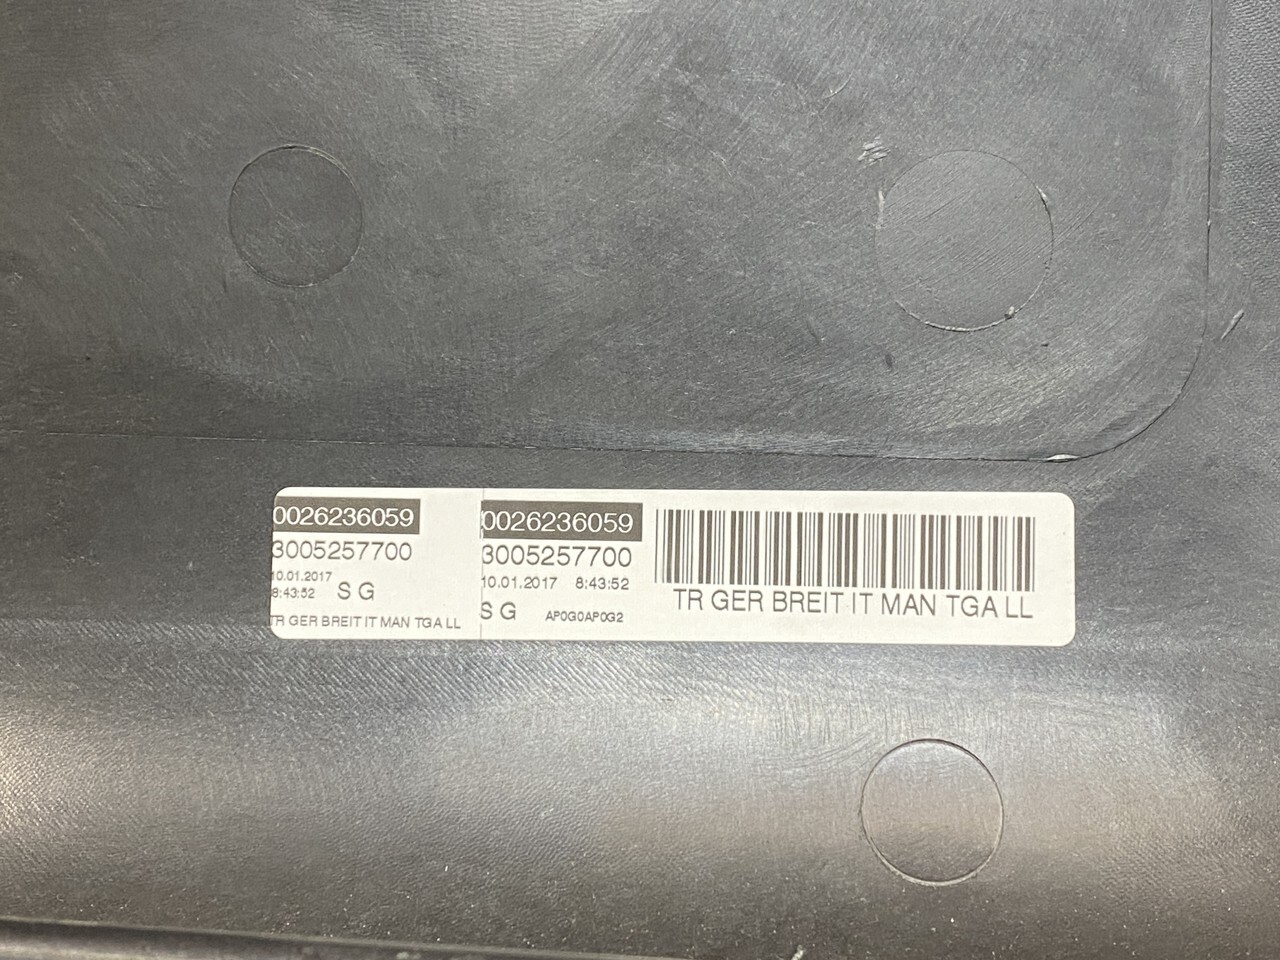 0026236059
3005257700
10.01.2017
8:43:52 S G
TR GER BREIT IT MAN TGA LL
0026236059
3005257700
10.01.2017 8:43:52
S G AP0G0AP0G2
TR GER BREIT IT MAN TGA LL